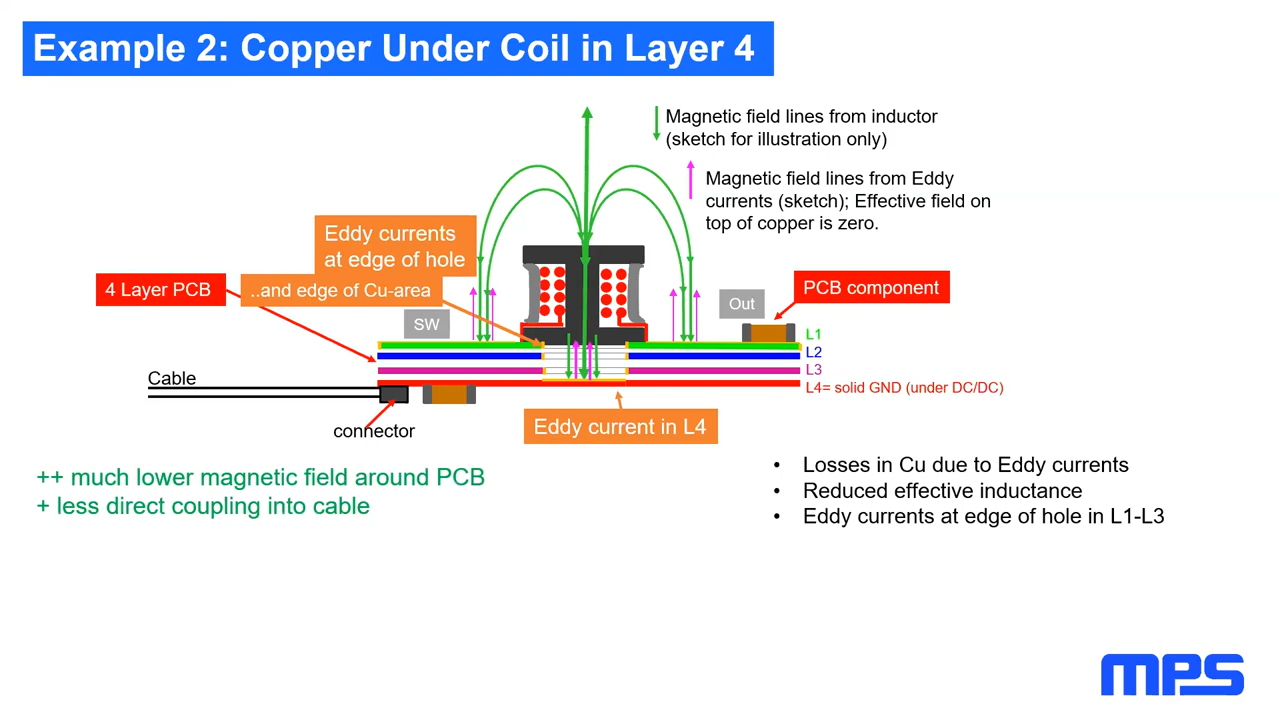 Example 2: Copper Under Coil in Layer 4
Magnetic field lines from inductor
(sketch for illustration only)
Magnetic field lines from Eddy
currents (sketch); Effective field on
top of copper is zero.
Eddy currents
at edge of hole
4 Layer PCB
..and edge of Cu-area
PCB component
SW
Out
L1
L2
L3
L4= solid GND (under DC/DC)
Cable
connector
Eddy current in L4
++ much lower magnetic field around PCB
+ less direct coupling into cable
• Losses in Cu due to Eddy currents
• Reduced effective inductance
• Eddy currents at edge of hole in L1-L3
mps